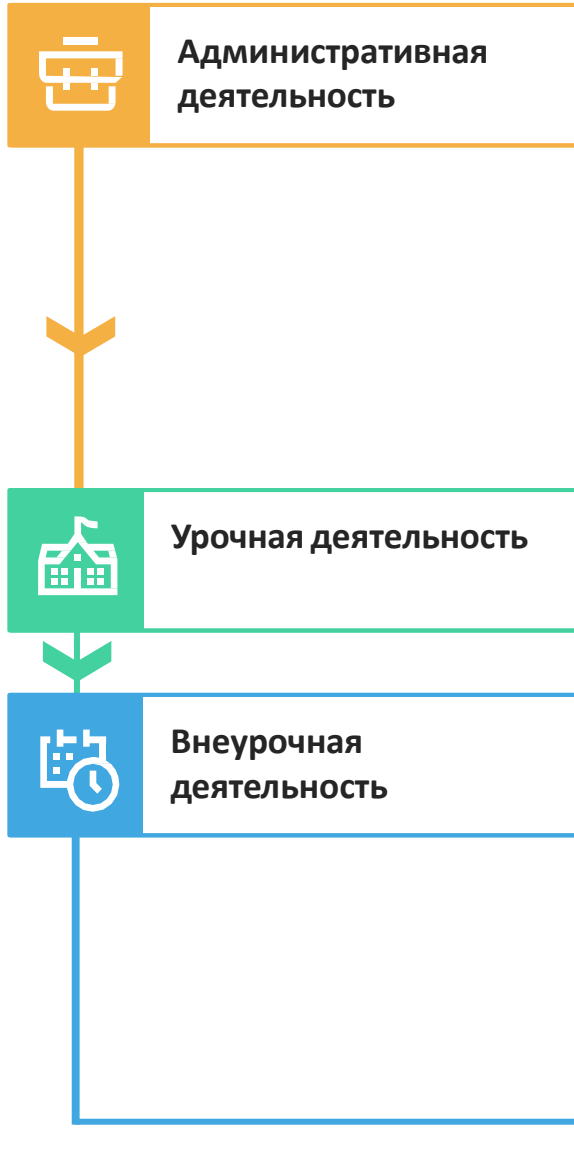 Административная
деятельность
Урочная деятельность
Внеурочная
деятельность